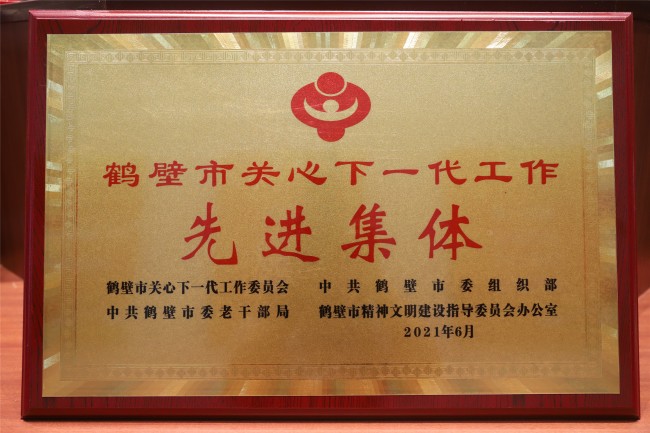 鹤壁市关心下一代工作
先进集体
鹤壁市关心下一代工作委员会 中共鹤壁市委组织部
中共鹤壁市委老干部局 鹤壁市精神文明建设指导委员会办公室
2021年6月